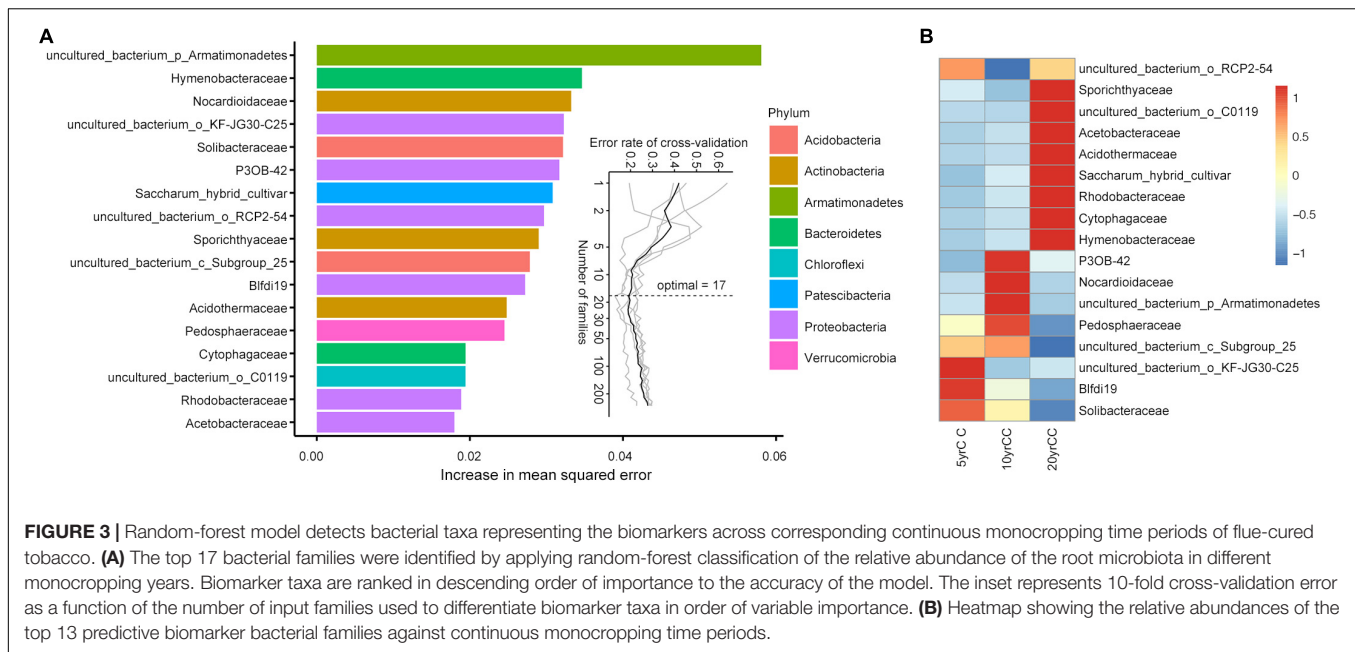 A
uncultured_bacterium_p_Armatimonadetes
Hymenobacteraceae
Nocardioidaceae
uncultured_bacterium_o_KF-JG30-C25
Solibacteraceae
P3OB-42
Saccharum_hybrid_cultivar
uncultured_bacterium_o_RCP2-54
Sporichthyaceae
uncultured_bacterium_c_Subgroup_25
Blfdi19
Acidothermaceae
Pedosphaeraceae
Cytophagaceae
uncultured_bacterium_o_C0119
Rhodobacteraceae
Acetobacteraceae
0.00 0.02 0.04 0.06
Increase in mean squared error
Error rate of cross-validation
0.2 0.3 0.4 0.5 0.6
Number of families
1
2
5
10
20
30
50
100
200
optimal = 17
Phylum
Acidobacteria
Actinobacteria
Armatimonadetes
Bacteroidetes
Chloroflexi
Patescibacteria
Proteobacteria
Verrucomicrobia
B
uncultured_bacterium_o_RCP2-54
Sporichthyaceae
uncultured_bacterium_o_C0119
Acetobacteraceae
Acidothermaceae
Saccharum_hybrid_cultivar
Rhodobacteraceae
Cytophagaceae
Hymenobacteraceae
P3OB-42
Nocardioidaceae
uncultured_bacterium_p_Armatimonadetes
Pedosphaeraceae
uncultured_bacterium_c_Subgroup_25
uncultured_bacterium_o_KF-JG30-C25
Blfdi19
Solibacteraceae
5yrC C
10yrCC
20yrCC
1
0.5
0
−0.5
−1
FIGURE 3 | Random-forest model detects bacterial taxa representing the biomarkers across corresponding continuous monocropping time periods of flue-cured
tobacco. (A) The top 17 bacterial families were identified by applying random-forest classification of the relative abundance of the root microbiota in different
monocropping years. Biomarker taxa are ranked in descending order of importance to the accuracy of the model. The inset represents 10-fold cross-validation error
as a function of the number of input families used to differentiate biomarker taxa in order of variable importance. (B) Heatmap showing the relative abundances of the
top 13 predictive biomarker bacterial families against continuous monocropping time periods.